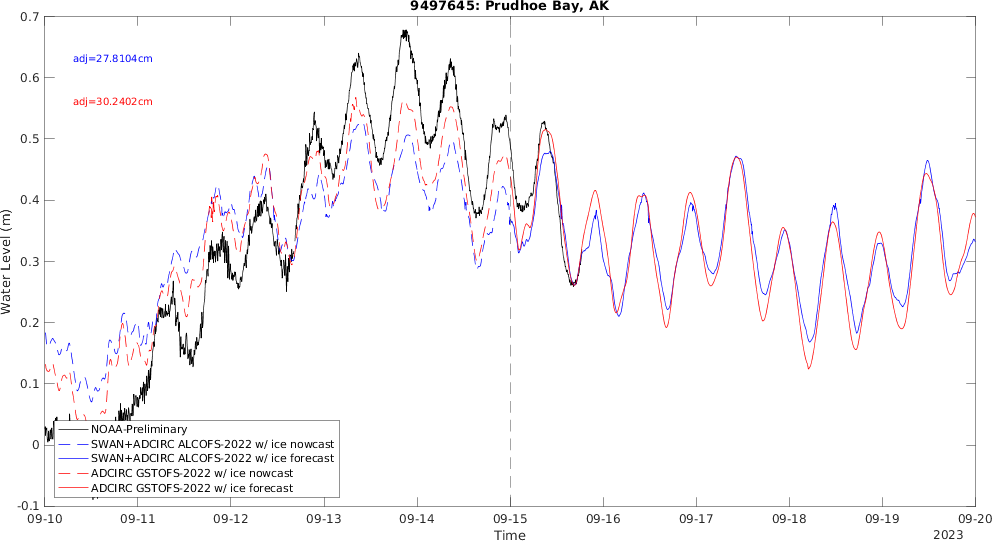 9497645: Prudhoe Bay, AK
0.7
adj=27.8104cm
0.6
adj=30.2402cm
0.5
0.4
Water Level (m)
0.3
0.2
0.1
0
-0.1
NOAA-Preliminary
SWAN+ADCIRC ALCOFS-2022 w/ ice nowcast
SWAN+ADCIRC ALCOFS-2022 w/ ice forecast
ADCIRC GSTOFS-2022 w/ ice nowcast
ADCIRC GSTOFS-2022 w/ ice forecast
09-10 09-11 09-12 09-13 09-14 09-15 09-16 09-17 09-18 09-19 09-20
Time
2023